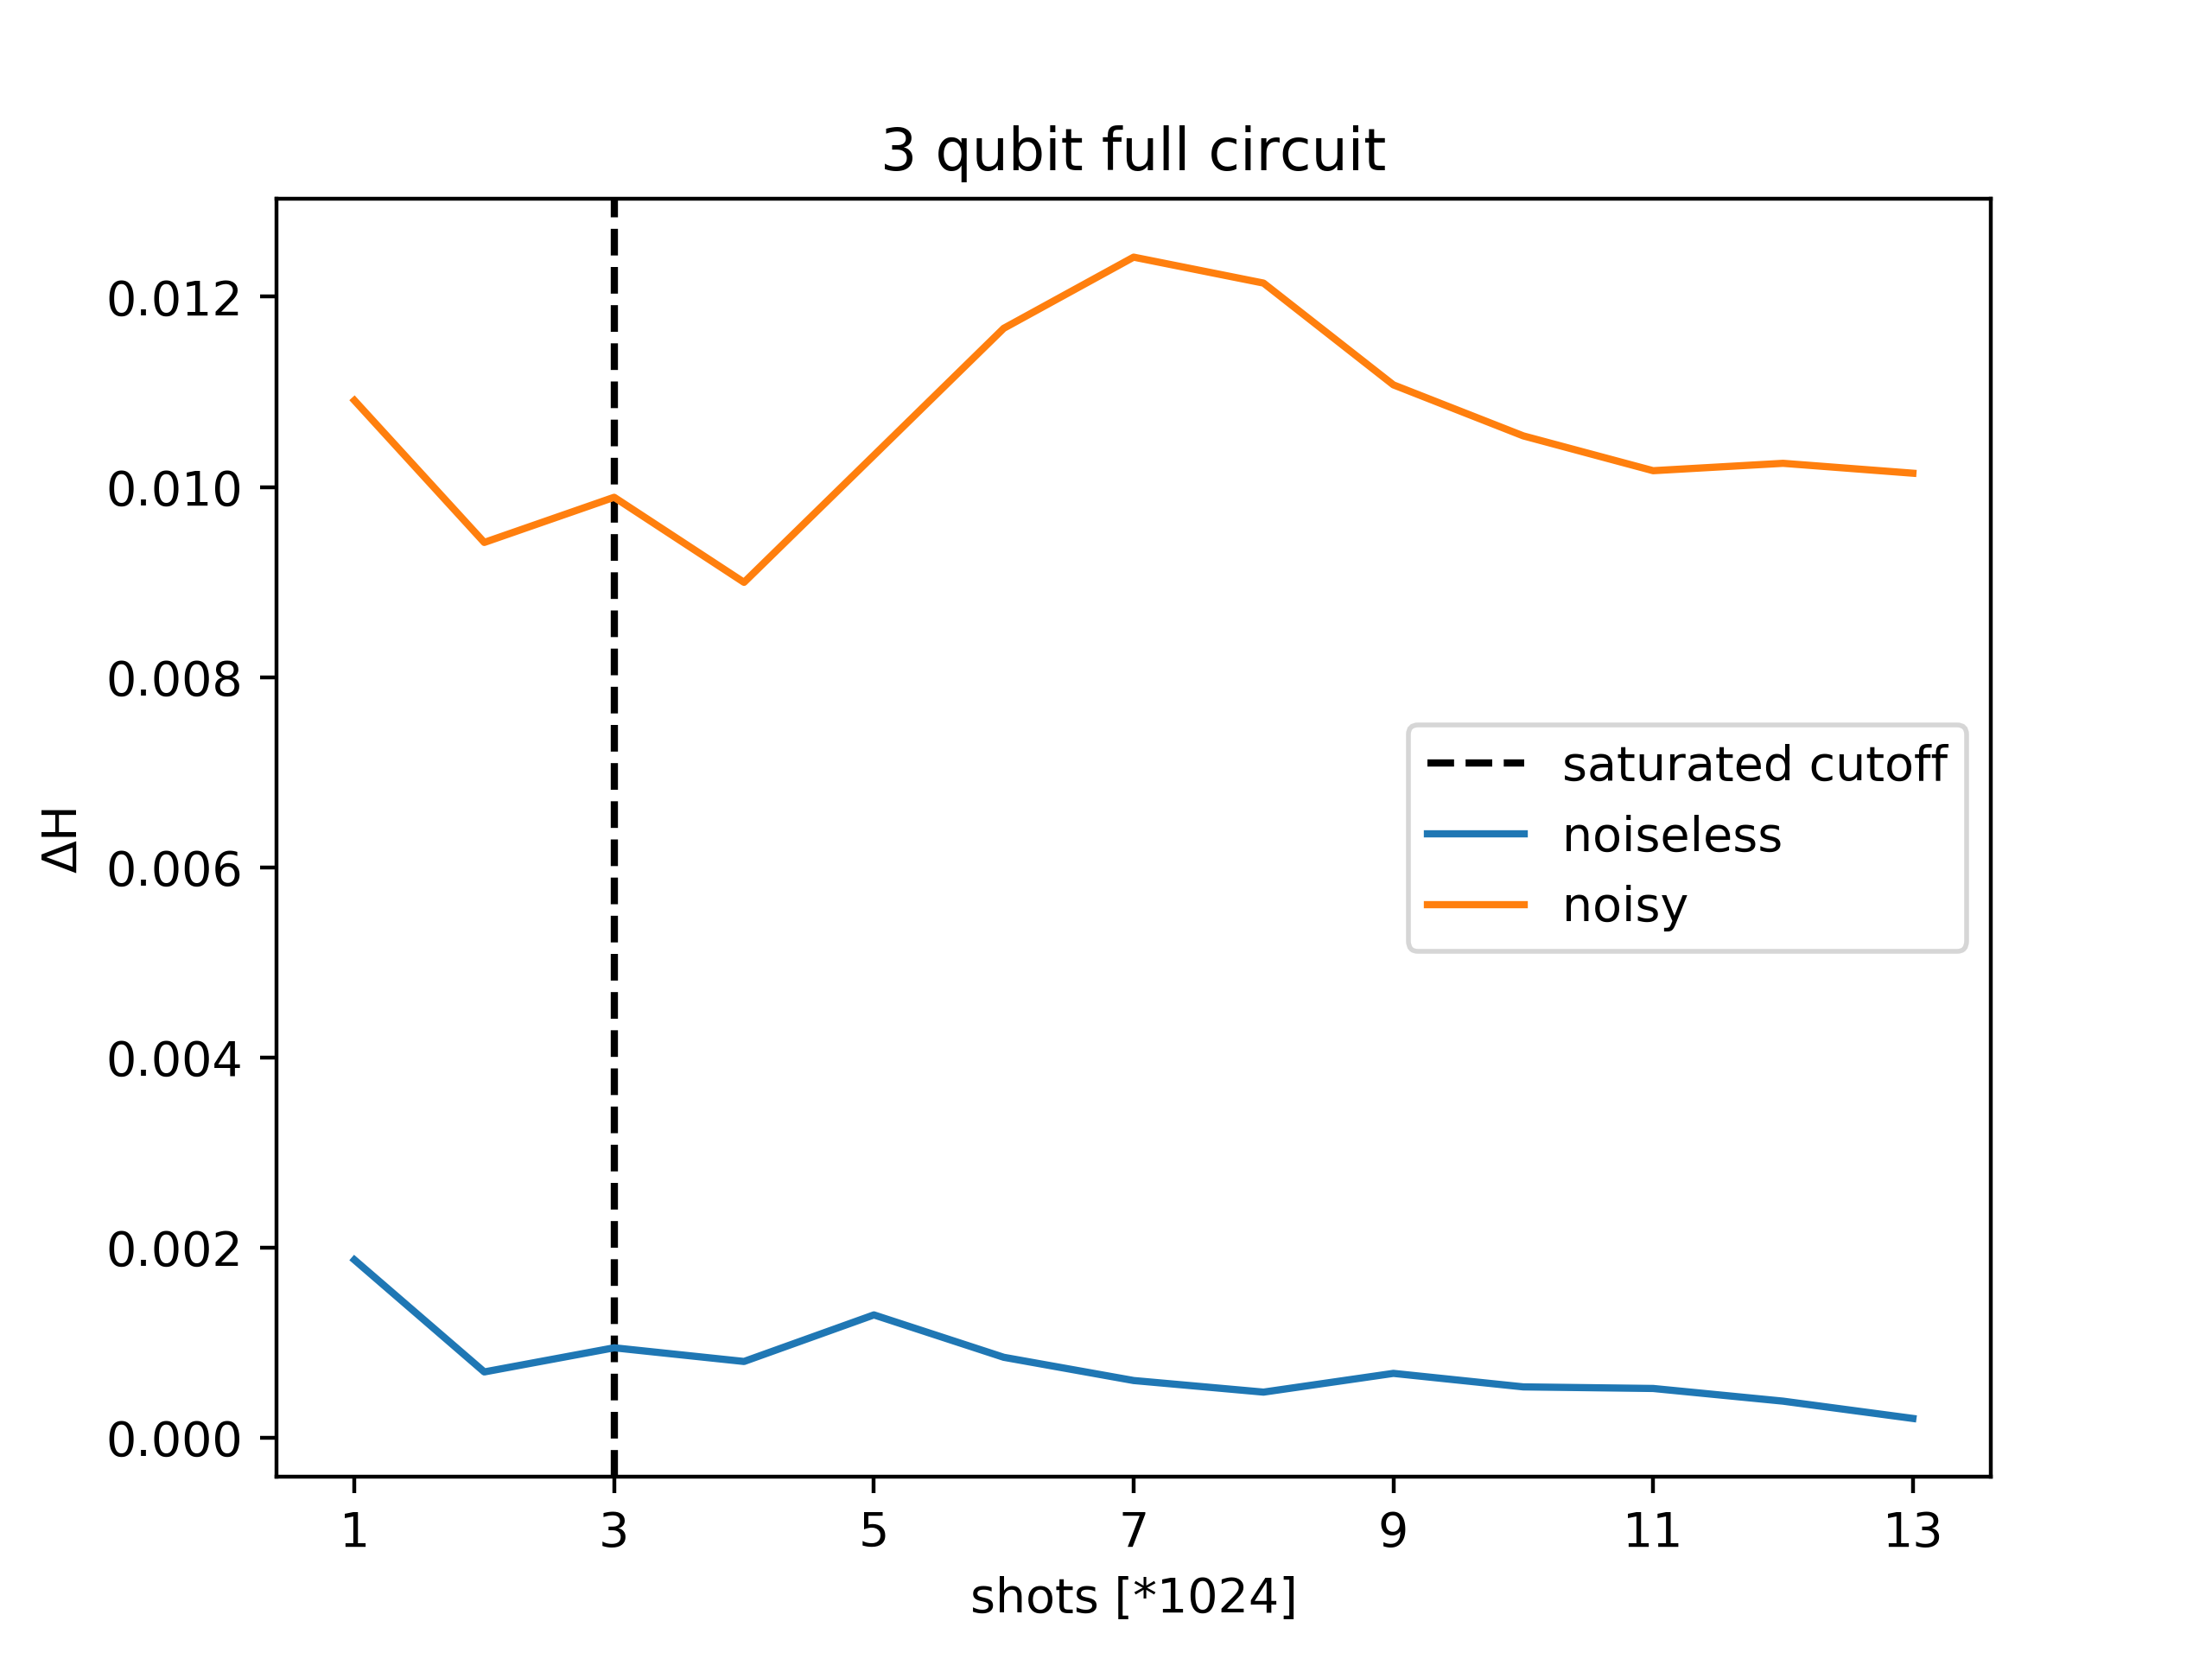 3 qubit full circuit
0.012
0.010
0.008
0.006
0.004
0.002
0.000
ΔH
saturated cutoff
noiseless
noisy
1 3 5 7 9 11 13
shots [*1024]